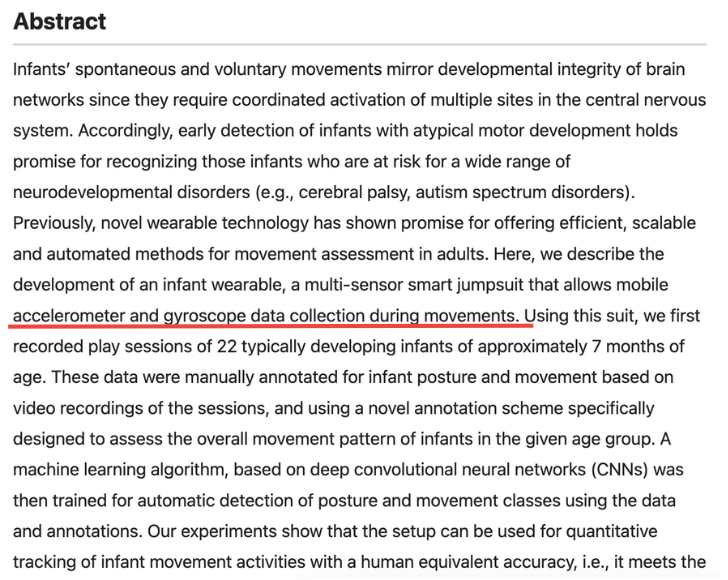 Abstract
Infants’ spontaneous and voluntary movements mirror developmental integrity of brain
networks since they require coordinated activation of multiple sites in the central nervous
system. Accordingly, early detection of infants with atypical motor development holds
promise for recognizing those infants who are at risk for a wide range of
neurodevelopmental disorders (e.g., cerebral palsy, autism spectrum disorders).
Previously, novel wearable technology has shown promise for offering efficient, scalable
and automated methods for movement assessment in adults. Here, we describe the
development of an infant wearable, a multi-sensor smart jumpsuit that allows mobile
accelerometer and gyroscope data collection during movements. Using this suit, we first
recorded play sessions of 22 typically developing infants of approximately 7 months of
age. These data were manually annotated for infant posture and movement based on
video recordings of the sessions, and using a novel annotation scheme specifically
designed to assess the overall movement pattern of infants in the given age group. A
machine learning algorithm, based on deep convolutional neural networks (CNNs) was
then trained for automatic detection of posture and movement classes using the data
and annotations. Our experiments show that the setup can be used for quantitative
tracking of infant movement activities with a human equivalent accuracy, i.e., it meets the